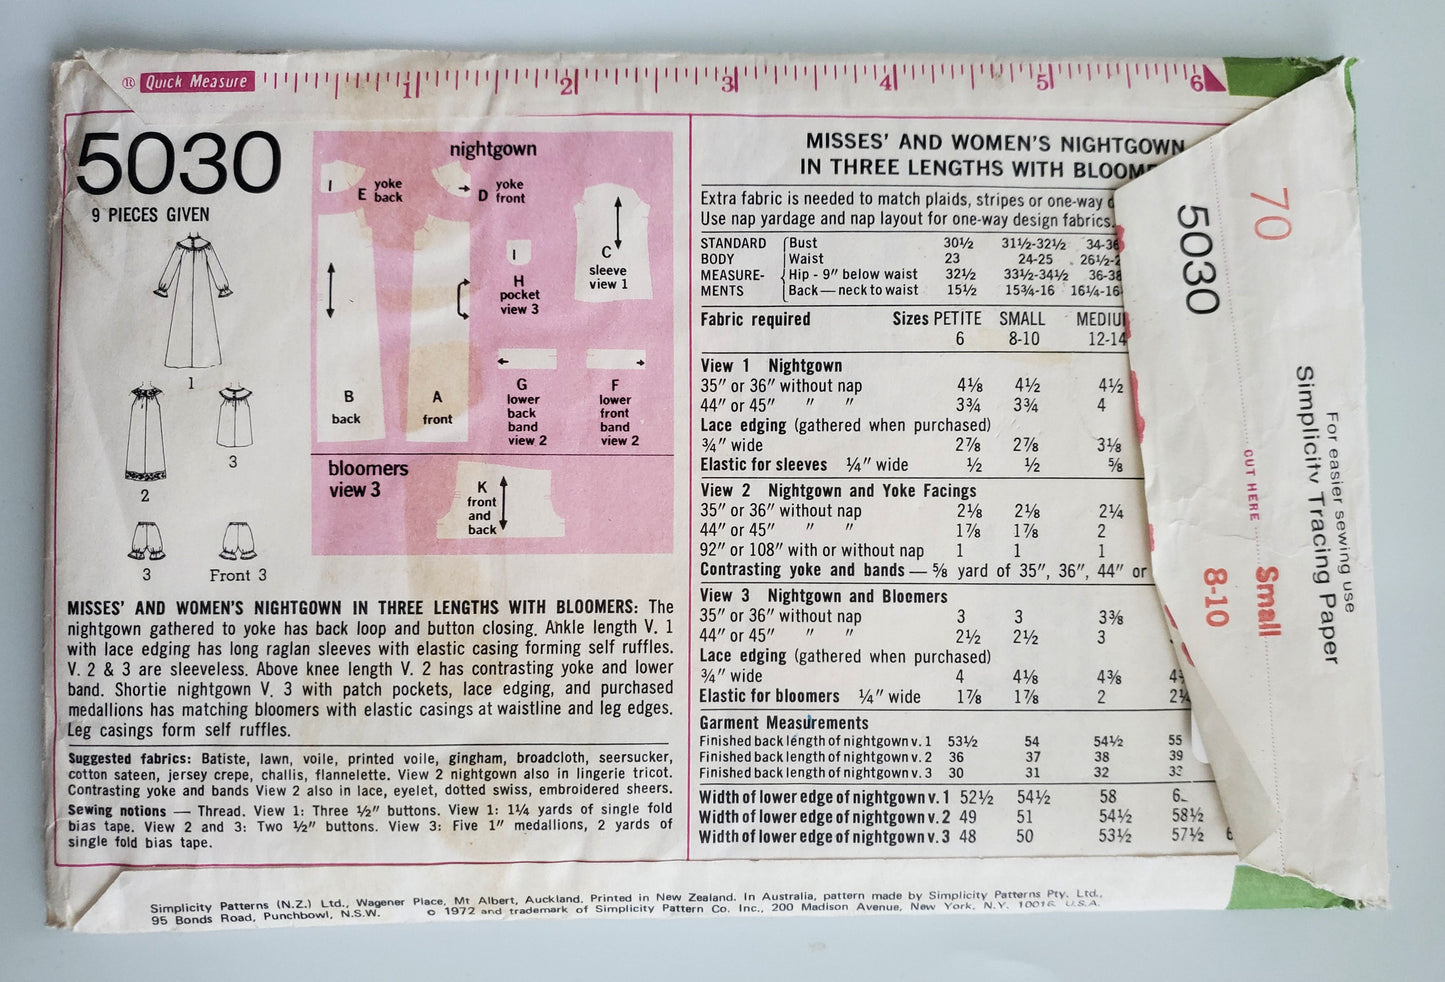 ® Quick Measure 1 2 3 4 5 6
5030
9 PIECES GIVEN
1
2
3
3
Front 3
nightgown
I
E yoke
back
D yoke
front
C
sleeve
view 1
I
H
pocket
view 3
B
back
A
front
G
lower
back
band
view 2
F
lower
front
band
view 2
bloomers
view 3
K
front
and
back
MISSES' AND WOMEN'S NIGHTGOWN IN THREE LENGTHS WITH BLOOMERS: The
nightgown gathered to yoke has back loop and button closing. Ankle length V. 1
with lace edging has long raglan sleeves with elastic casing forming self ruffles.
V. 2 & 3 are sleeveless. Above knee length V. 2 has contrasting yoke and lower
band. Shortie nightgown V. 3 with patch pockets, lace edging, and purchased
medallions has matching bloomers with elastic casings at waistline and leg edges.
Leg casings form self ruffles.
Suggested fabrics: Batiste, lawn, voile, printed voile, gingham, broadcloth, seersucker,
cotton sateen, jersey crepe, challis, flannelette. View 2 nightgown also in lingerie tricot.
Contrasting yoke and bands View 2 also in lace, eyelet, dotted swiss, embroidered sheers.
Sewing notions — Thread. View 1: Three ½" buttons. View 1: 1¼ yards of single fold
bias tape. View 2 and 3: Two ½" buttons. View 3: Five 1" medallions, 2 yards of
single fold bias tape.
MISSES' AND WOMEN'S NIGHTGOWN
IN THREE LENGTHS WITH BLOOM
Extra fabric is needed to match plaids, stripes or one-way
Use nap yardage and nap layout for one-way design fabrics.
STANDARD Bust 30½ 31½-32½ 34-36
BODY Waist 23 24-25 26½-2
MEASURE- Hip - 9" below waist 32½ 33½-34½ 36-38
MENTS Back — neck to waist 15½ 15¾-16 16¼-16
Fabric required Sizes PETITE SMALL MEDIU
6 8-10 12-14
View 1 Nightgown
35" or 36" without nap 4⅛ 4½ 4½
44" or 45" " " 3¾ 3¾ 4
Lace edging (gathered when purchased)
¾" wide 2⅞ 2⅞ 3⅛
Elastic for sleeves ¼" wide ½ ½ ⅝
View 2 Nightgown and Yoke Facings
35" or 36" without nap 2⅛ 2⅛ 2¼
44" or 45" " " 1⅞ 1⅞ 2
92" or 108" with or without nap 1 1 1
Contrasting yoke and bands — ⅝ yard of 35", 36", 44" or
View 3 Nightgown and Bloomers
35" or 36" without nap 3 3 3⅜
44" or 45" " " 2½ 2½ 3
Lace edging (gathered when purchased)
¾" wide 4 4⅛ 4⅜
Elastic for bloomers ¼" wide 1⅞ 1⅞ 2 2¼
Garment Measurements
Finished back length of nightgown v. 1 53½ 54 54½ 55
Finished back length of nightgown v. 2 36 37 38 39
Finished back length of nightgown v. 3 30 31 32 33
Width of lower edge of nightgown v. 1 52½ 54½ 58 6
Width of lower edge of nightgown v. 2 49 51 54½ 58½
Width of lower edge of nightgown v. 3 48 50 53½ 57½ 6
70
5030
For easier sewing use
Simplicity Tracing Paper
CUT HERE
Small
8-10
Simplicity Patterns (N.Z.) Ltd., Wagener Place, Mt Albert, Auckland. Printed in New Zealand. In Australia, pattern made by Simplicity Patterns Pty. Ltd.,
95 Bonds Road, Punchbowl, N.S.W. © 1972 and trademark of Simplicity Pattern Co. Inc., 200 Madison Avenue, New York, N.Y. 10016 U.S.A.